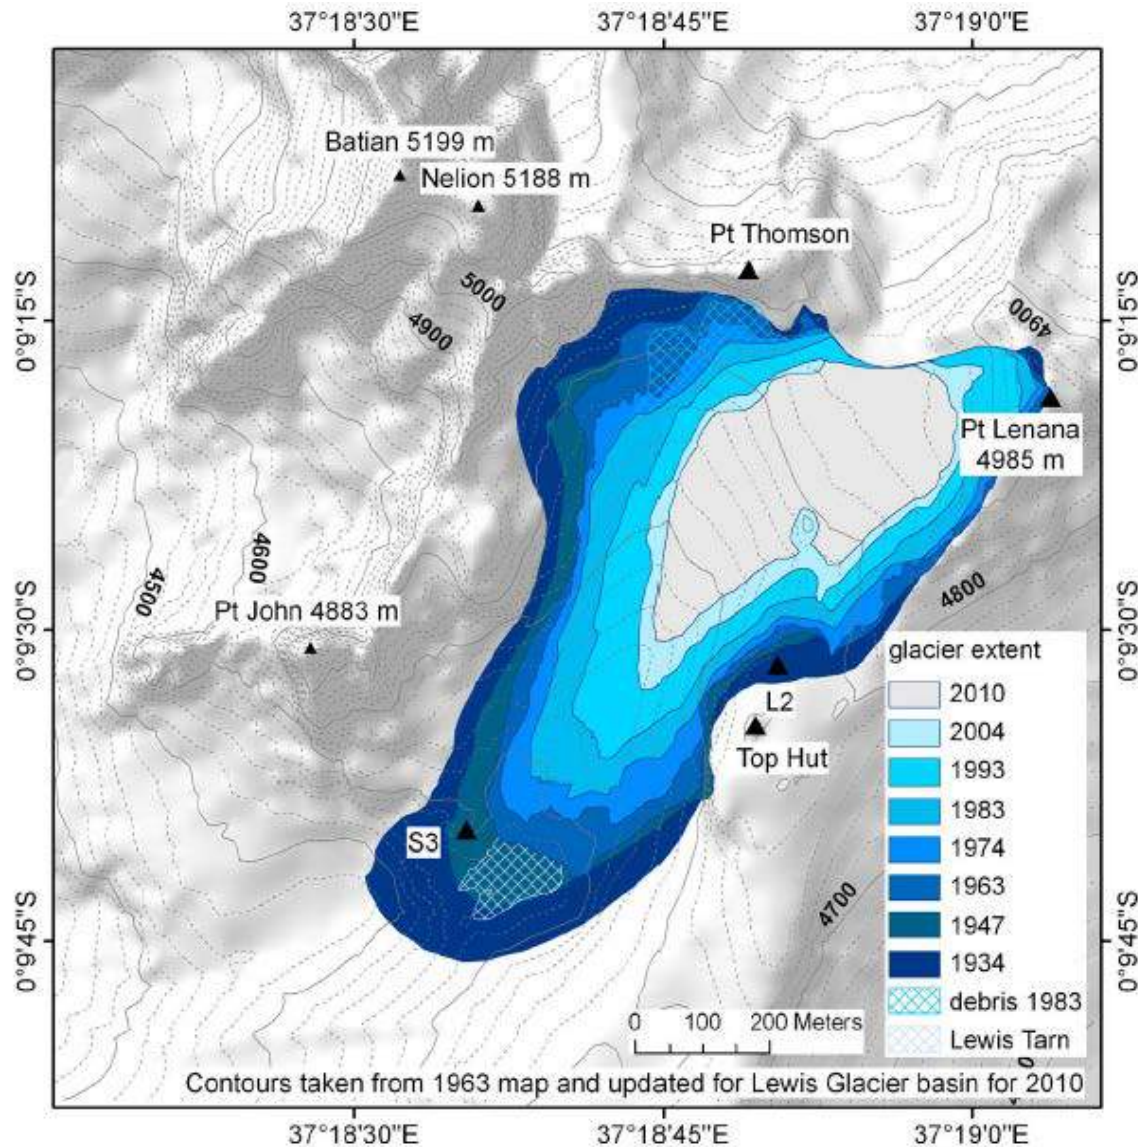 37°18'30"E 37°18'45"E 37°19'0"E
Batian 5199 m
Nelion 5188 m
Pt Thomson
5000
4900
4900
0°9'15"S
0°9'15"S
Pt Lenana
4985 m
4600
4500
Pt John 4883 m
4800
0°9'30"S
0°9'30"S
L2
Top Hut
S3
4700
0°9'45"S
0°9'45"S
glacier extent
2010
2004
1993
1983
1974
1963
1947
1934
debris 1983
Lewis Tarn
0 100 200 Meters
Contours taken from 1963 map and updated for Lewis Glacier basin for 2010
37°18'30"E 37°18'45"E 37°19'0"E